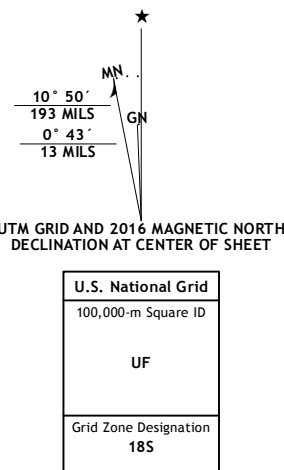 ★
MN
10° 50´
193 MILS
GN
0° 43´
13 MILS
UTM GRID AND 2016 MAGNETIC NORTH
DECLINATION AT CENTER OF SHEET
U.S. National Grid
100,000-m Square ID
UF
Grid Zone Designation
18S